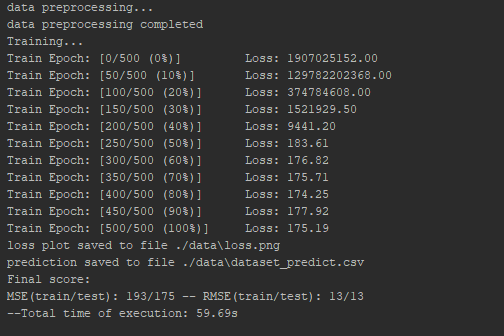 data preprocessing...
data preprocessing completed
Training...
Train Epoch: [0/500 (0%)] Loss: 1907025152.00
Train Epoch: [50/500 (10%)] Loss: 129782202368.00
Train Epoch: [100/500 (20%)] Loss: 374784608.00
Train Epoch: [150/500 (30%)] Loss: 1521929.50
Train Epoch: [200/500 (40%)] Loss: 9441.20
Train Epoch: [250/500 (50%)] Loss: 183.61
Train Epoch: [300/500 (60%)] Loss: 176.82
Train Epoch: [350/500 (70%)] Loss: 175.71
Train Epoch: [400/500 (80%)] Loss: 174.25
Train Epoch: [450/500 (90%)] Loss: 177.92
Train Epoch: [500/500 (100%)] Loss: 175.19
loss plot saved to file ./data\loss.png
prediction saved to file ./data\dataset_predict.csv
Final score:
MSE(train/test): 193/175 -- RMSE(train/test): 13/13
--Total time of execution: 59.69s